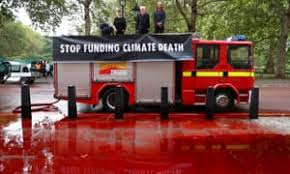 STOP FUNDING CLIMATE DEATH